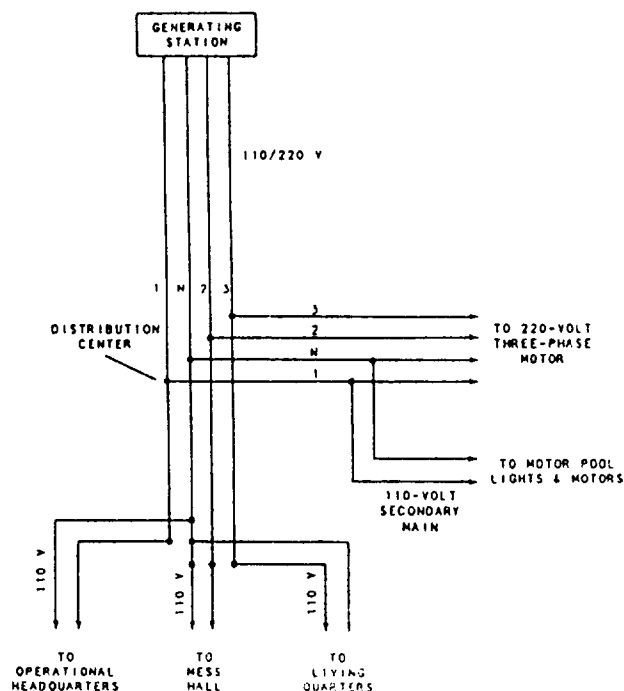 GENERATING
STATION
110/220 V
1 N 2 3
3
2
N
1
TO 220-VOLT
THREE-PHASE
MOTOR
DISTRIBUTION
CENTER
TO MOTOR POOL
LIGHTS & MOTORS
110-VOLT
SECONDARY
MAIN
110 V
110 V
110 V
TO
OPERATIONAL
HEADQUARTERS
TO
MESS
HALL
TO
LIVING
QUARTERS